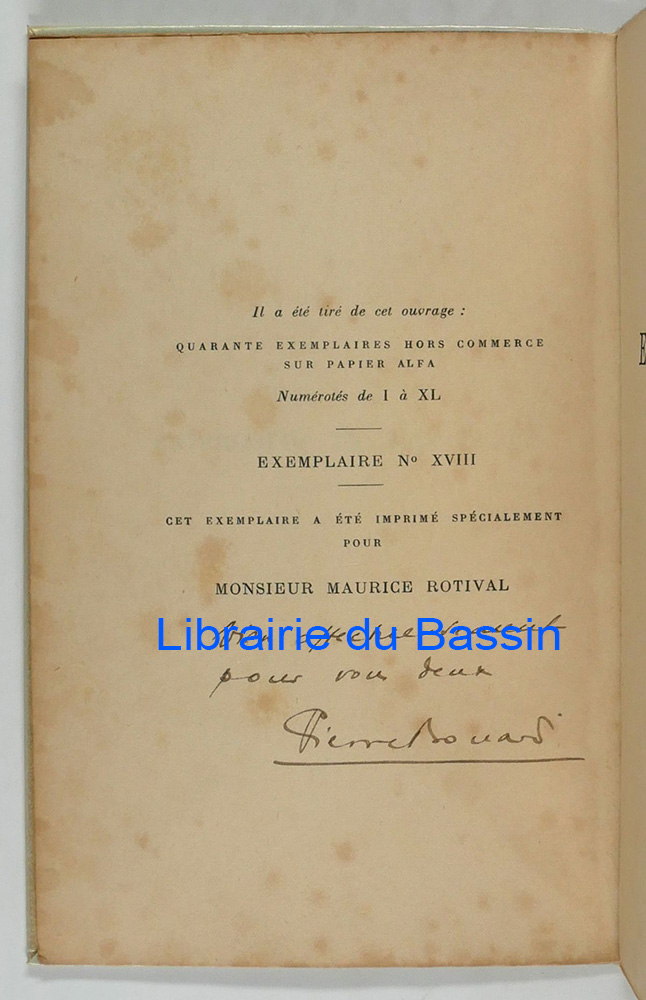 Il a été tiré de cet ouvrage :
QUARANTE EXEMPLAIRES HORS COMMERCE
SUR PAPIER ALFA
Numérotés de I à XL
EXEMPLAIRE Nº XVIII
CET EXEMPLAIRE A ÉTÉ IMPRIMÉ SPÉCIALEMENT
POUR
MONSIEUR MAURICE ROTIVAL
Librairie du Bassin
pour vous deux
Pierre
E